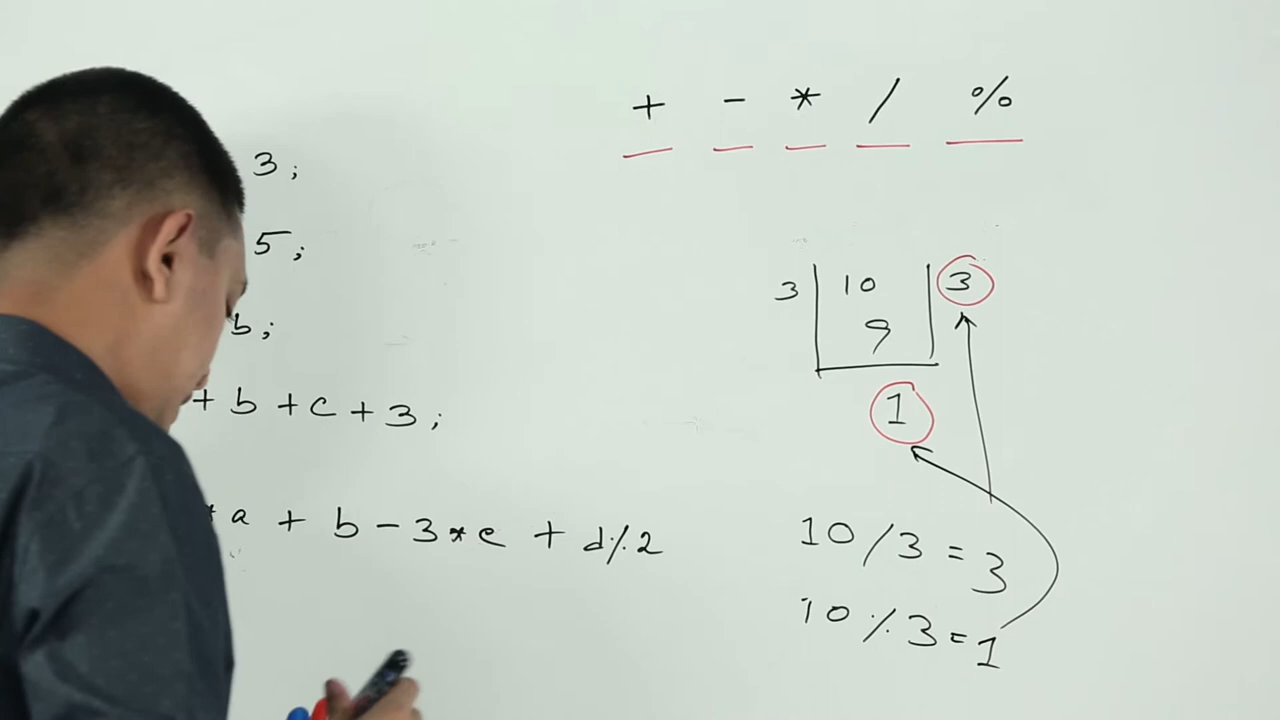 + - * / %
3;
5;
b;
+ b + c + 3;
* a + b - 3 * c + d % 2
3 | 10 | 3
9
1
10 / 3 = 3
10 % 3 = 1